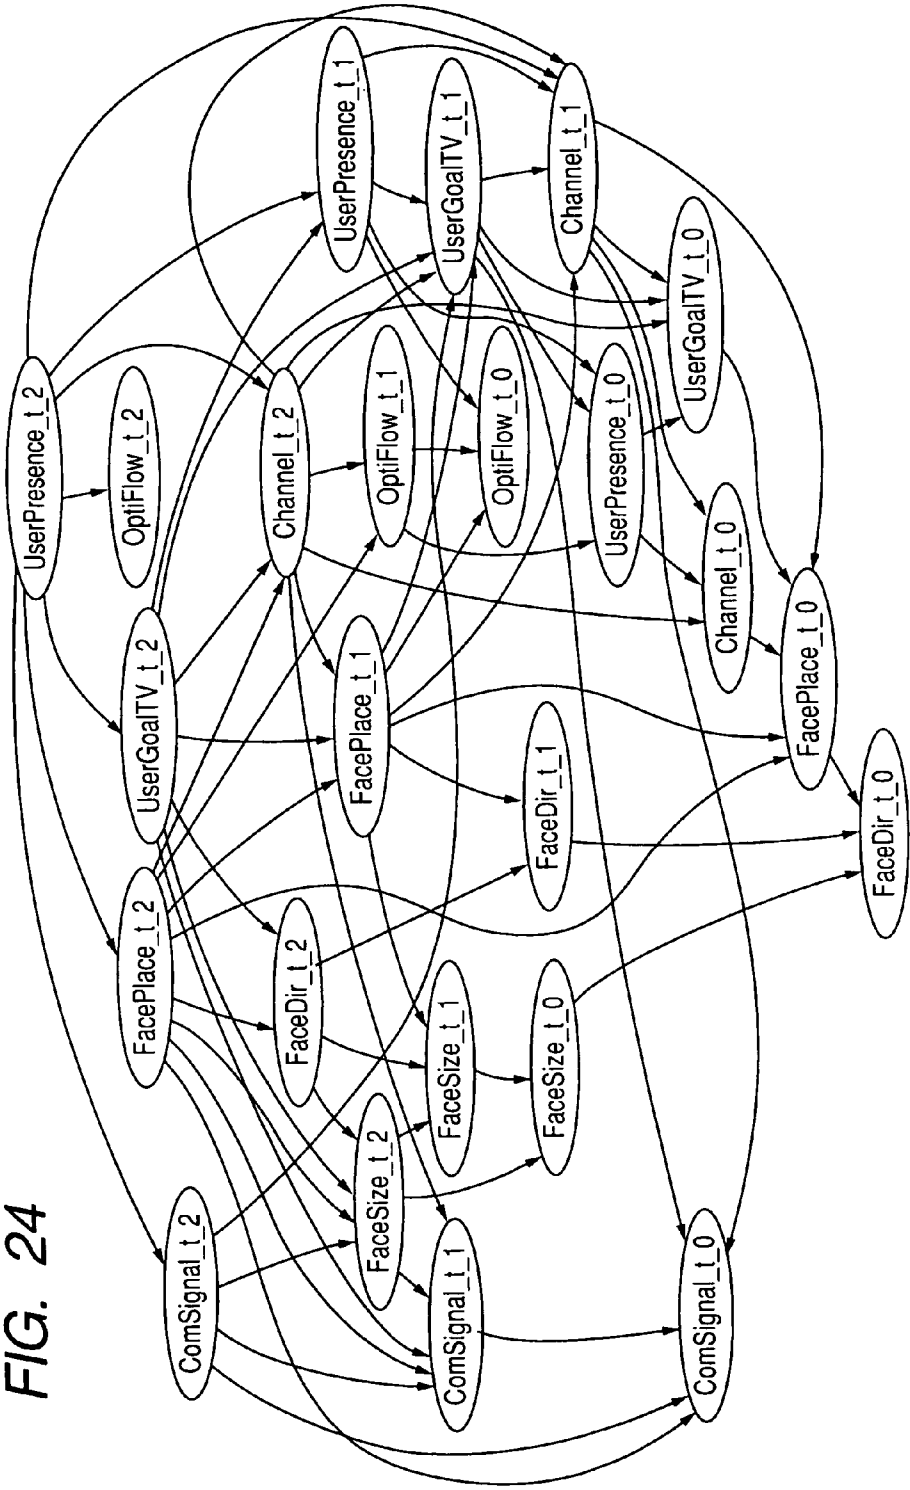 FIG. 24
UserPresence_t_2
OptiFlow_t_2
UserGoalTV_t_2
FacePlace_t_2
ComSignal_t_2
Channel_t_2
FaceDir_t_2
UserPresence_t_1
OptiFlow_t_1
FacePlace_t_1
FaceSize_t_2
UserGoalTV_t_1
FaceSize_t_1
ComSignal_t_1
OptiFlow_t_0
Channel_t_1
FaceDir_t_1
FaceSize_t_0
UserPresence_t_0
UserGoalTV_t_0
Channel_t_0
ComSignal_t_0
FacePlace_t_0
FaceDir_t_0